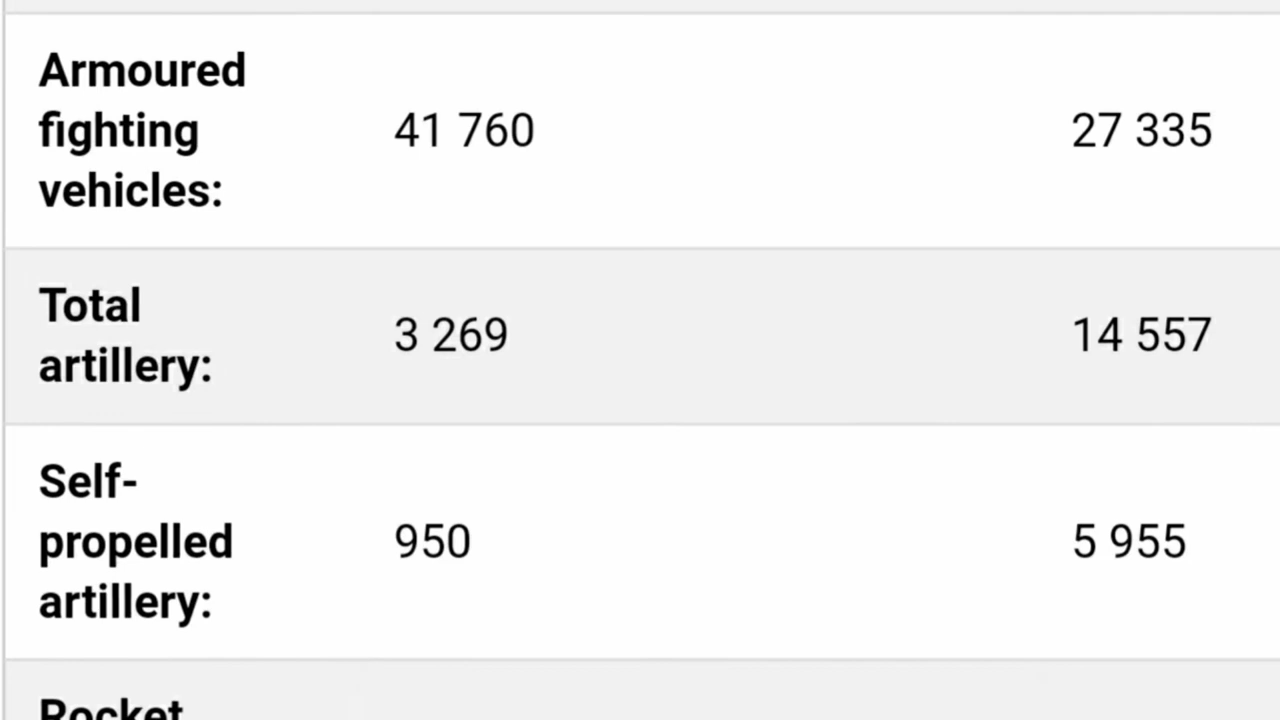 Armoured
fighting
vehicles:
41 760
27 335
Total
artillery:
3 269
14 557
Self-
propelled
artillery:
950
5 955
Rocket